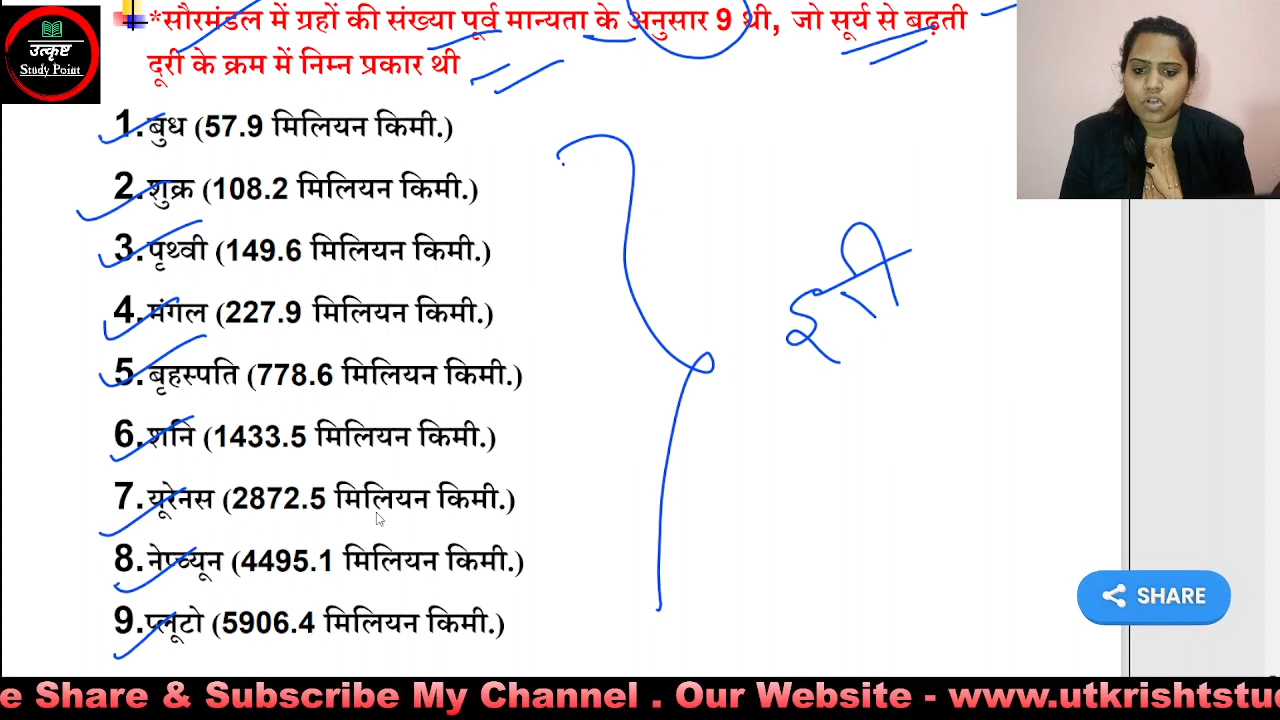 *सौरमंडल में ग्रहों की संख्या पूर्व मान्यता के अनुसार 9 थी, जो सूर्य से बढ़ती
दूरी के क्रम में निम्न प्रकार थी
उत्कृष्ट
Study Point
1.बुध (57.9 मिलियन किमी.)
2.शुक्र (108.2 मिलियन किमी.)
3.पृथ्वी (149.6 मिलियन किमी.)
4.मंगल (227.9 मिलियन किमी.)
5.बृहस्पति (778.6 मिलियन किमी.)
6.शनि (1433.5 मिलियन किमी.)
7.यूरेनस (2872.5 मिलियन किमी.)
8.नेप्च्यून (4495.1 मिलियन किमी.)
9.प्लूटो (5906.4 मिलियन किमी.)
SHARE
e Share & Subscribe My Channel . Our Website - www.utkrishtstu